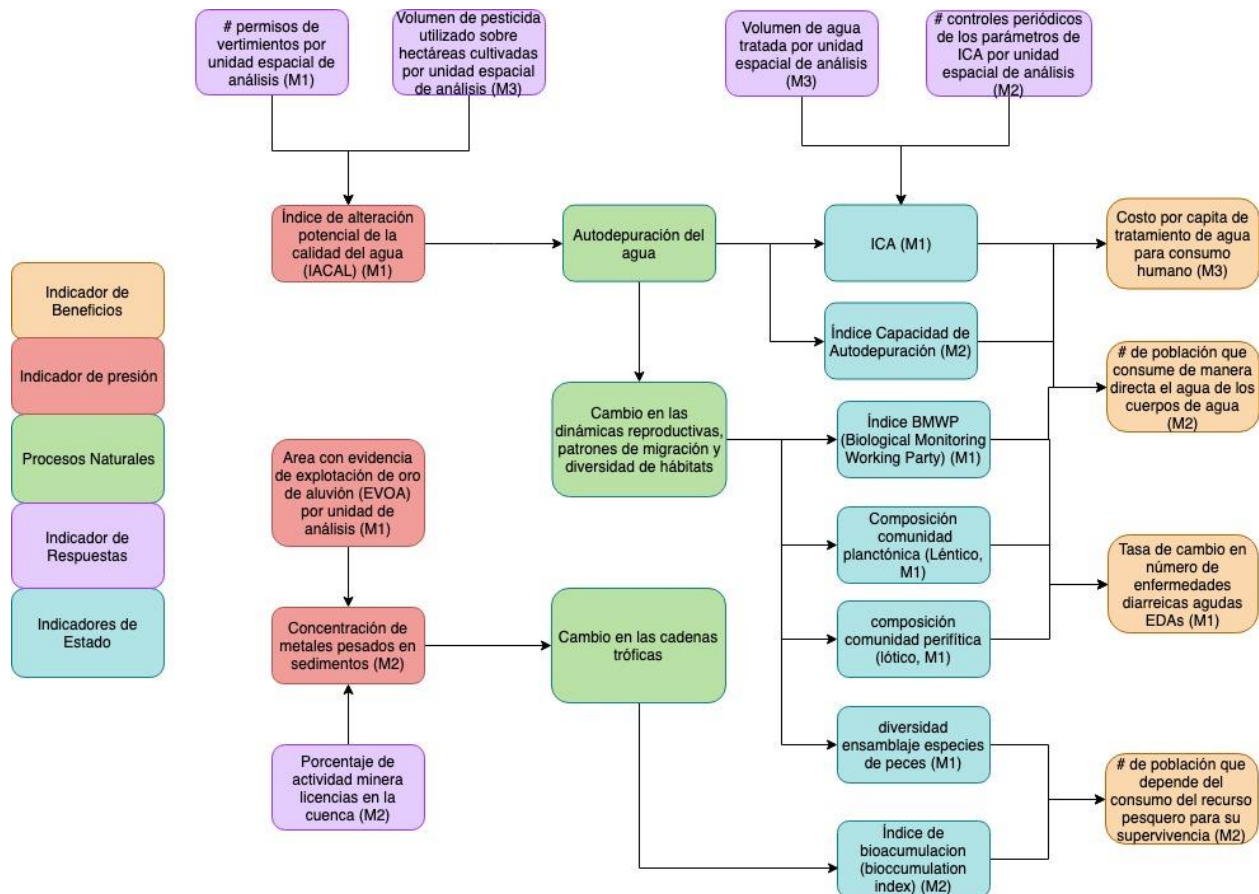 # permisos de
vertimientos por
unidad espacial de
análisis (M1)
Volumen de pesticida
utilizado sobre
hectáreas cultivadas
por unidad espacial
de análisis (M3)
Volumen de agua
tratada por unidad
espacial de análisis
(M3)
# controles periódicos
de los parámetros de
ICA por unidad
espacial de análisis
(M2)
Índice de alteración
potencial de la
calidad del agua
(IACAL) (M1)
Autodepuración del
agua
ICA (M1)
Costo por capita de
tratamiento de agua
para consumo
humano (M3)
Indicador de
Beneficios
Indicador de presión
Procesos Naturales
Indicador de
Respuestas
Indicadores de
Estado
Índice Capacidad de
Autodepuración (M2)
# de población que
consume de manera
directa el agua de los
cuerpos de agua
(M2)
Cambio en las
dinámicas reproductivas,
patrones de migración y
diversidad de hábitats
Índice BMWP
(Biological Monitoring
Working Party) (M1)
Area con evidencia
de explotación de oro
de aluvión (EVOA)
por unidad de
análisis (M1)
Composición
comunidad
planctónica (Léntico,
M1)
Tasa de cambio en
número de
enfermedades
diarreicas agudas
EDAs (M1)
Concentración de
metales pesados en
sedimentos (M2)
Cambio en las cadenas
tróficas
composición
comunidad perifítica
(lótico, M1)
diversidad
ensamblaje especies
de peces (M1)
Porcentaje de
actividad minera
licencias en la
cuenca (M2)
# de población que
depende del
consumo del recurso
pesquero para su
supervivencia (M2)
Índice de
bioacumulacion
(bioccumulation
index) (M2)